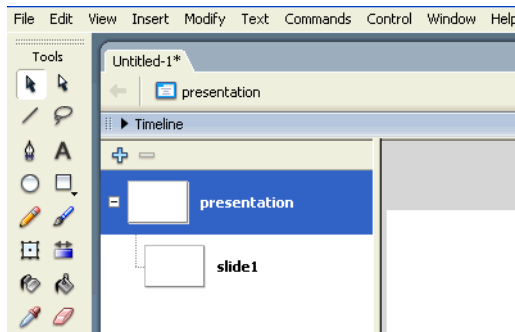 File Edit View Insert Modify Text Commands Control Window Help
Tools
Untitled-1*
presentation
Timeline
A
presentation
slide1